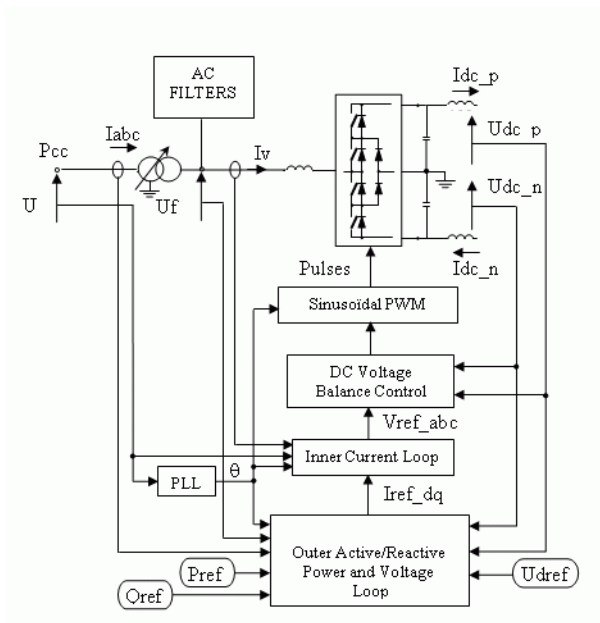 AC
FILTERS
Idc_p
Iabc
Pcc
Iv
Udc_p
U
Uf
Udc_n
Idc_n
Pulses
Sinusoïdal PWM
DC Voltage
Balance Control
Vref_abc
Inner Current Loop
PLL
θ
Iref_dq
Outer Active/Reactive
Power and Voltage
Loop
Pref
Udref
Qref